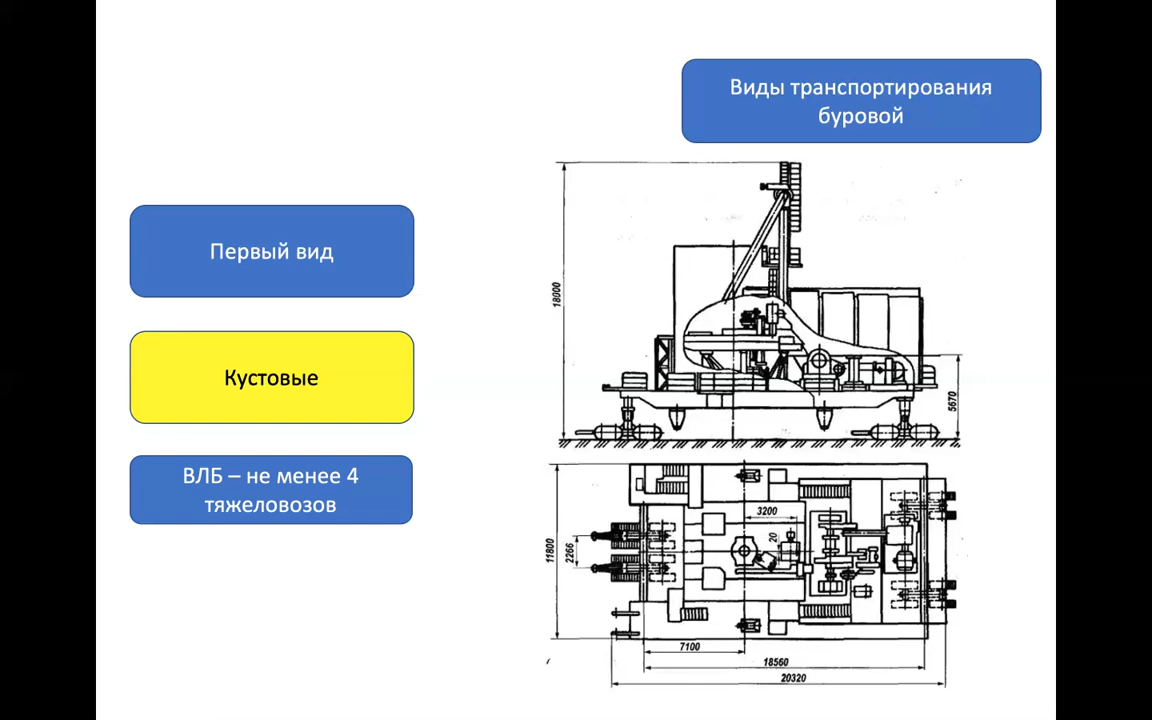 Виды транспортирования
буровой
Первый вид
Кустовые
ВЛБ – не менее 4
тяжеловозов
18000
5670
3200
20
11800
2266
7100
18560
20320